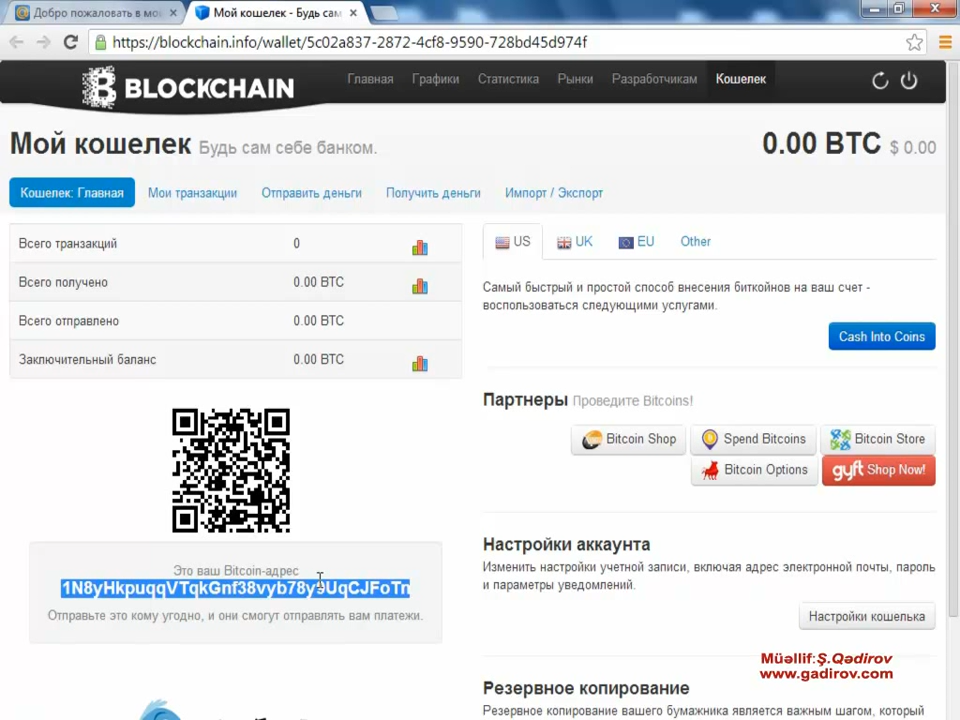 Добро пожаловать в мо
Мой кошелек - Будь сам
https://blockchain.info/wallet/5c02a837-2872-4cf8-9590-728bd45d974f
BLOCKCHAIN
Главная Графики Статистика Рынки Разработчикам Кошелек
Мой кошелек Будь сам себе банком.
0.00 BTC $ 0.00
Кошелек: Главная Мои транзакции Отправить деньги Получить деньги Импорт / Экспорт
Всего транзакций 0
Всего получено 0.00 BTC
Всего отправлено 0.00 BTC
Заключительный баланс 0.00 BTC
Это ваш Bitcoin-адрес
1N8yHkpuqqVTqkGnf38vyb78y9UqCJFoTn
Отправьте это кому угодно, и они смогут отправлять вам платежи.
US UK EU Other
Самый быстрый и простой способ внесения биткойнов на ваш счет -
воспользоваться следующими услугами.
Cash Into Coins
Партнеры Проведите Bitcoins!
Bitcoin Shop Spend Bitcoins Bitcoin Store
Bitcoin Options gyft Shop Now!
Настройки аккаунта
Изменить настройки учетной записи, включая адрес электронной почты, пароль
и параметры уведомлений.
Настройки кошелька
Müəllif:Ş.Qədirov
www.gadirov.com
Резервное копирование
Резервное копирование вашего бумажника является важным шагом, который